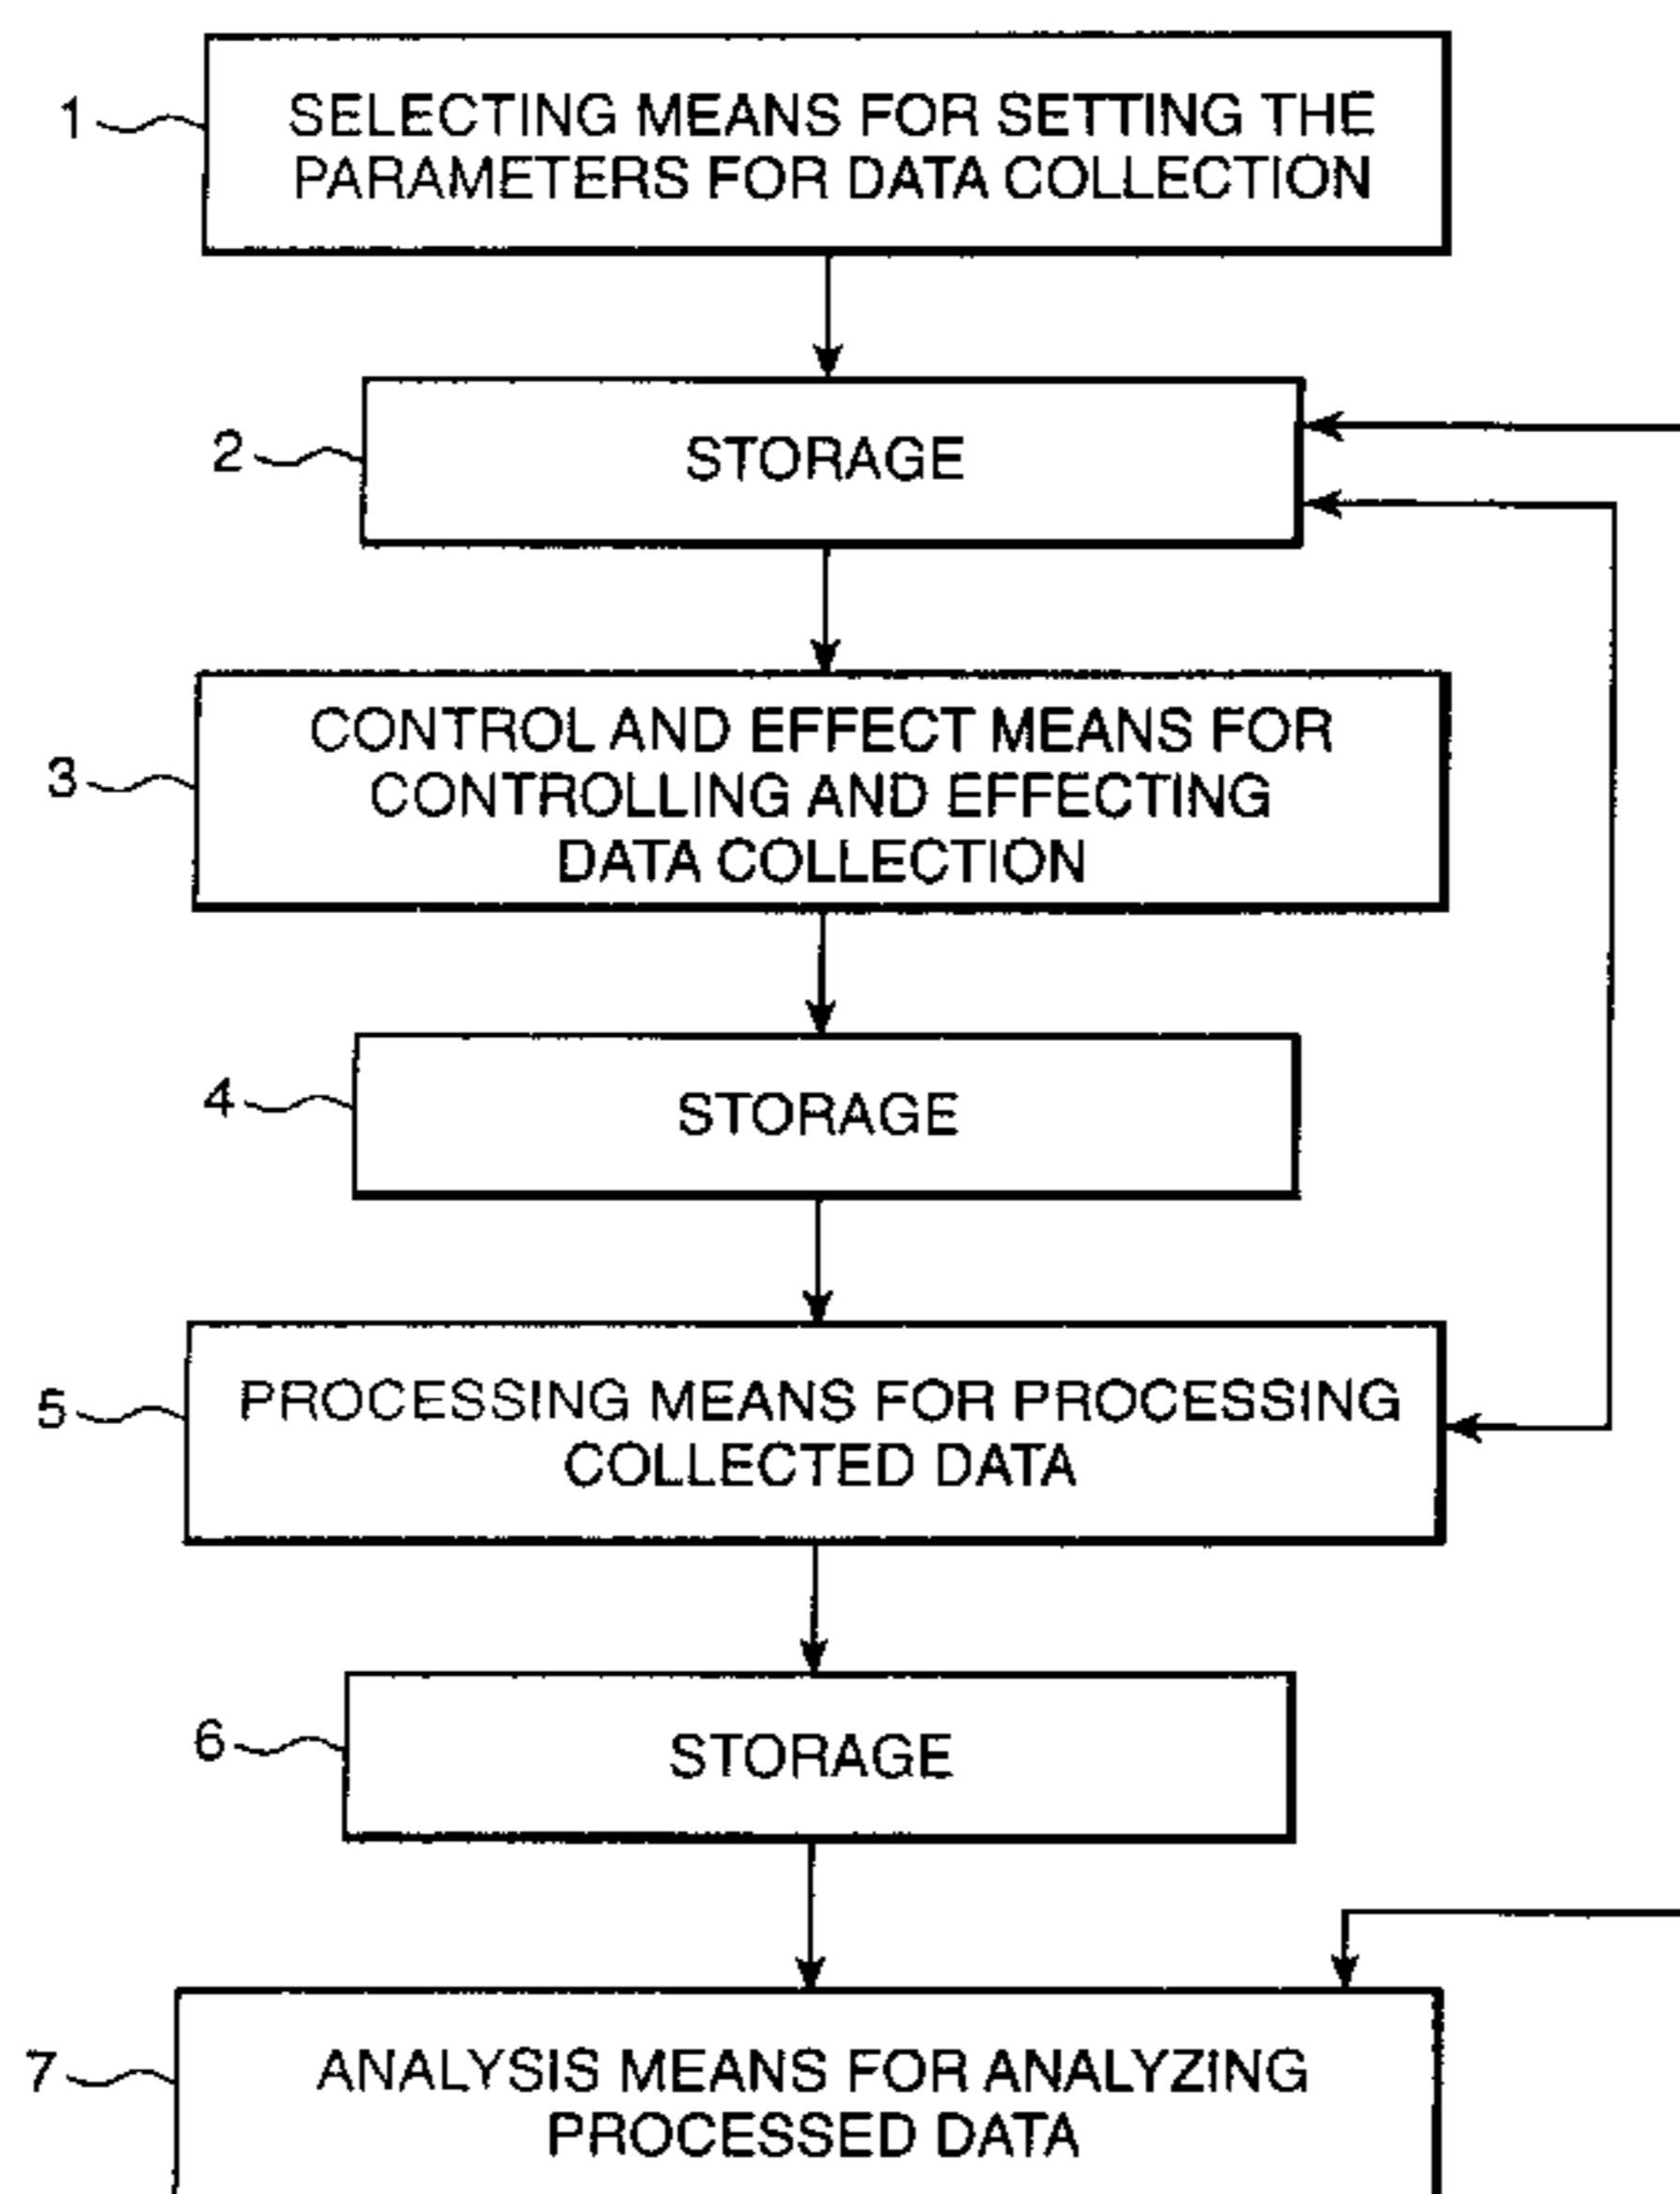 1
SELECTING MEANS FOR SETTING THE
PARAMETERS FOR DATA COLLECTION
2
STORAGE
3
CONTROL AND EFFECT MEANS FOR
CONTROLLING AND EFFECTING
DATA COLLECTION
4
STORAGE
5
PROCESSING MEANS FOR PROCESSING
COLLECTED DATA
6
STORAGE
7
ANALYSIS MEANS FOR ANALYZING
PROCESSED DATA